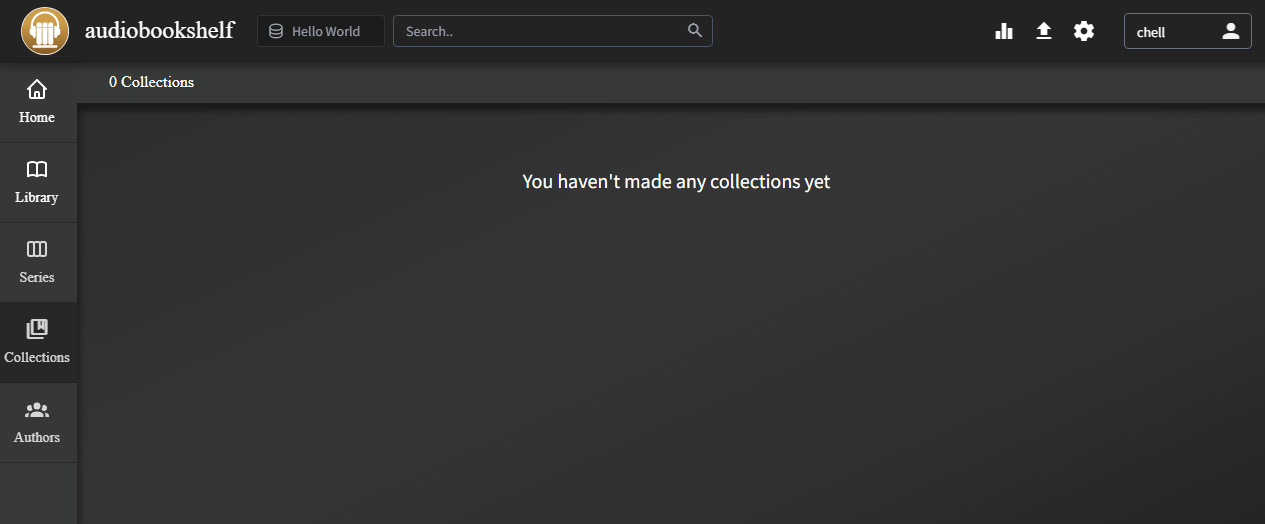 audiobookshelf
Hello World
Search..
chell
0 Collections
Home
Library
Series
Collections
Authors
You haven't made any collections yet